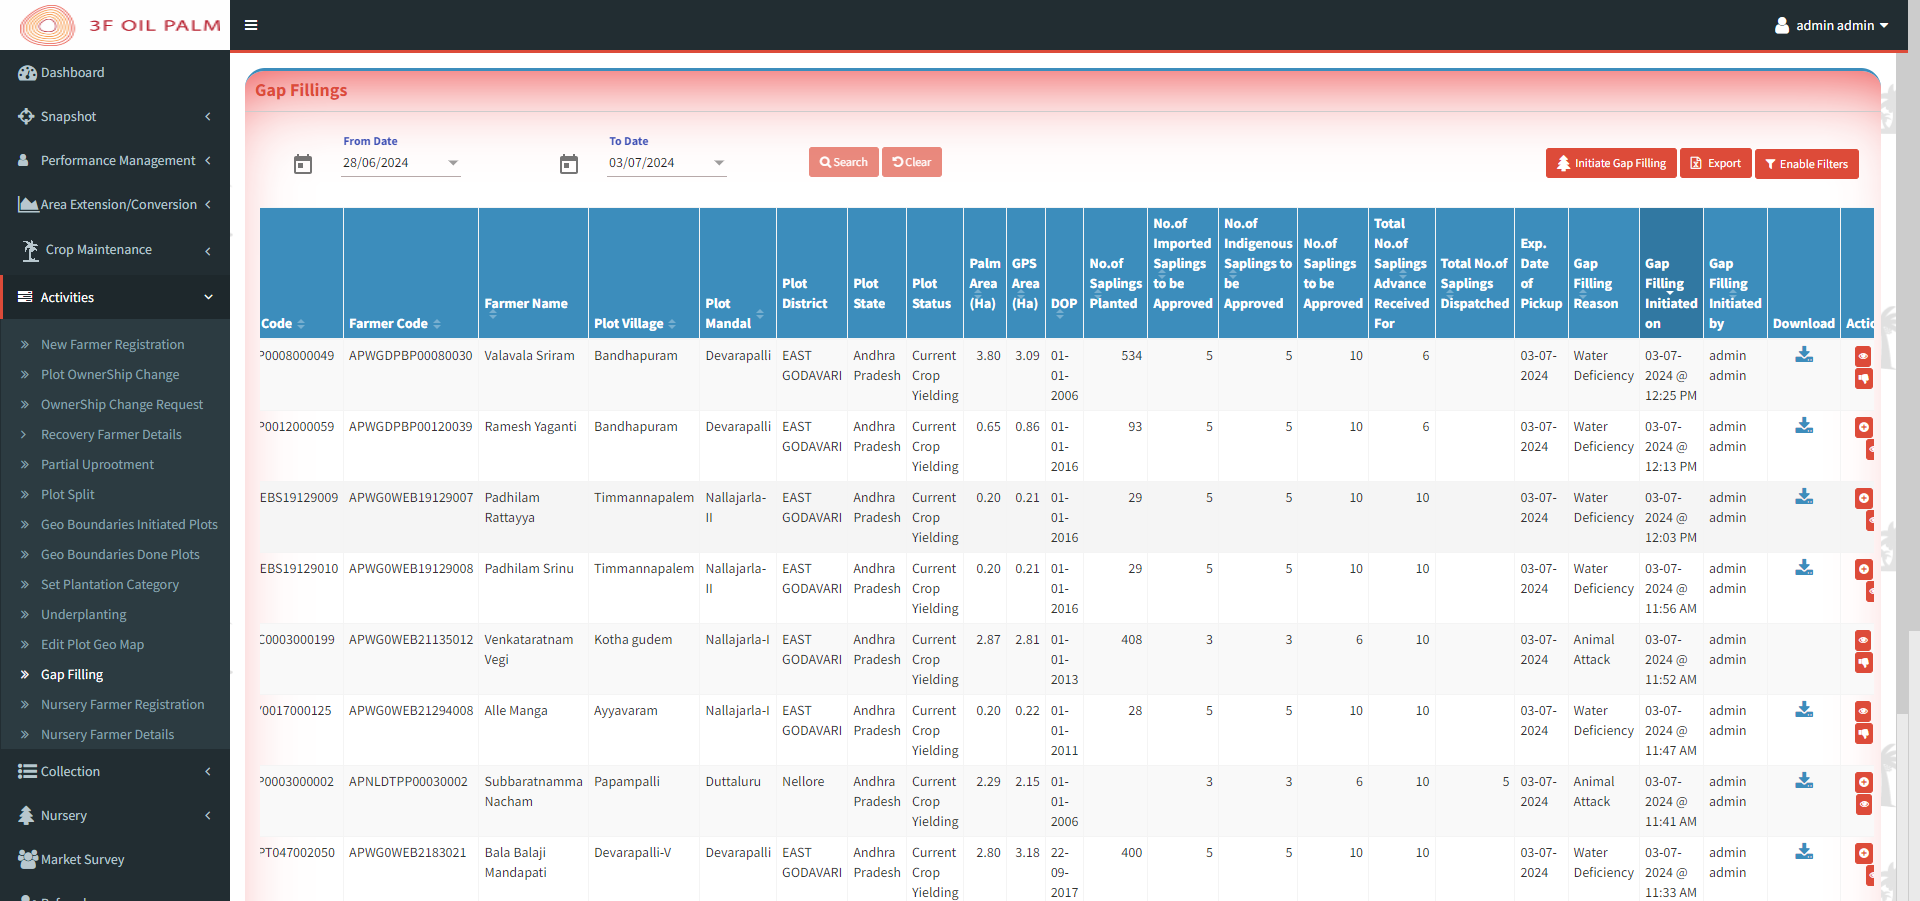 3F OIL PALM
admin admin
Dashboard
Snapshot
Performance Management
Area Extension/Conversion
Crop Maintenance
Activities
New Farmer Registration
Plot OwnerShip Change
OwnerShip Change Request
Recovery Farmer Details
Partial Uprootment
Plot Split
Geo Boundaries Initiated Plots
Geo Boundaries Done Plots
Set Plantation Category
Underplanting
Edit Plot Geo Map
Gap Filling
Nursery Farmer Registration
Nursery Farmer Details
Collection
Nursery
Market Survey
Gap Fillings
From Date
28/06/2024
To Date
03/07/2024
Search Clear
Initiate Gap Filling Export Enable Filters
Code Farmer Code Farmer Name Plot Village Plot Mandal Plot District Plot State Plot Status Palm Area (Ha) GPS Area (Ha) DOP No.of Saplings Planted No.of Imported Saplings to be Approved No.of Indigenous Saplings to be Approved No.of Saplings to be Approved Total No.of Saplings Advance Received For Total No.of Saplings Dispatched Exp. Date of Pickup Gap Filling Reason Gap Filling Initiated on Gap Filling Initiated by Download Actic
P0008000049 APWGDPBP00080030 Valavala Sriram Bandhapuram Devarapalli EAST GODAVARI Andhra Pradesh Current Crop Yielding 3.80 3.09 01-01-2006 534 5 5 10 6 03-07-2024 Water Deficiency 03-07-2024 @ 12:25 PM admin admin
P0012000059 APWGDPBP00120039 Ramesh Yaganti Bandhapuram Devarapalli EAST GODAVARI Andhra Pradesh Current Crop Yielding 0.65 0.86 01-01-2016 93 5 5 10 6 03-07-2024 Water Deficiency 03-07-2024 @ 12:13 PM admin admin
EBS19129009 APWG0WEB19129007 Padhilam Rattayya Timmannapalem Nallajarla-II EAST GODAVARI Andhra Pradesh Current Crop Yielding 0.20 0.21 01-01-2016 29 5 5 10 10 03-07-2024 Water Deficiency 03-07-2024 @ 12:03 PM admin admin
EBS19129010 APWG0WEB19129008 Padhilam Srinu Timmannapalem Nallajarla-II EAST GODAVARI Andhra Pradesh Current Crop Yielding 0.20 0.21 01-01-2016 29 5 5 10 10 03-07-2024 Water Deficiency 03-07-2024 @ 11:56 AM admin admin
C0003000199 APWG0WEB21135012 Venkataratnam Vegi Kotha gudem Nallajarla-I EAST GODAVARI Andhra Pradesh Current Crop Yielding 2.87 2.81 01-01-2013 408 3 3 6 10 03-07-2024 Animal Attack 03-07-2024 @ 11:52 AM admin admin
0017000125 APWG0WEB21294008 Alle Manga Ayyavaram Nallajarla-I EAST GODAVARI Andhra Pradesh Current Crop Yielding 0.20 0.22 01-01-2011 28 5 5 10 10 03-07-2024 Water Deficiency 03-07-2024 @ 11:47 AM admin admin
P0003000002 APNLDTPP00030002 Subbaratnamma Nacham Papampalli Duttaluru Nellore Andhra Pradesh Current Crop Yielding 2.29 2.15 01-01-2006 3 3 6 10 5 03-07-2024 Animal Attack 03-07-2024 @ 11:41 AM admin admin
PT047002050 APWG0WEB2183021 Bala Balaji Mandapati Devarapalli-V Devarapalli EAST GODAVARI Andhra Pradesh Current Crop Yielding 2.80 3.18 22-09-2017 400 5 5 10 10 03-07-2024 Water Deficiency 03-07-2024 @ 11:33 AM admin admin